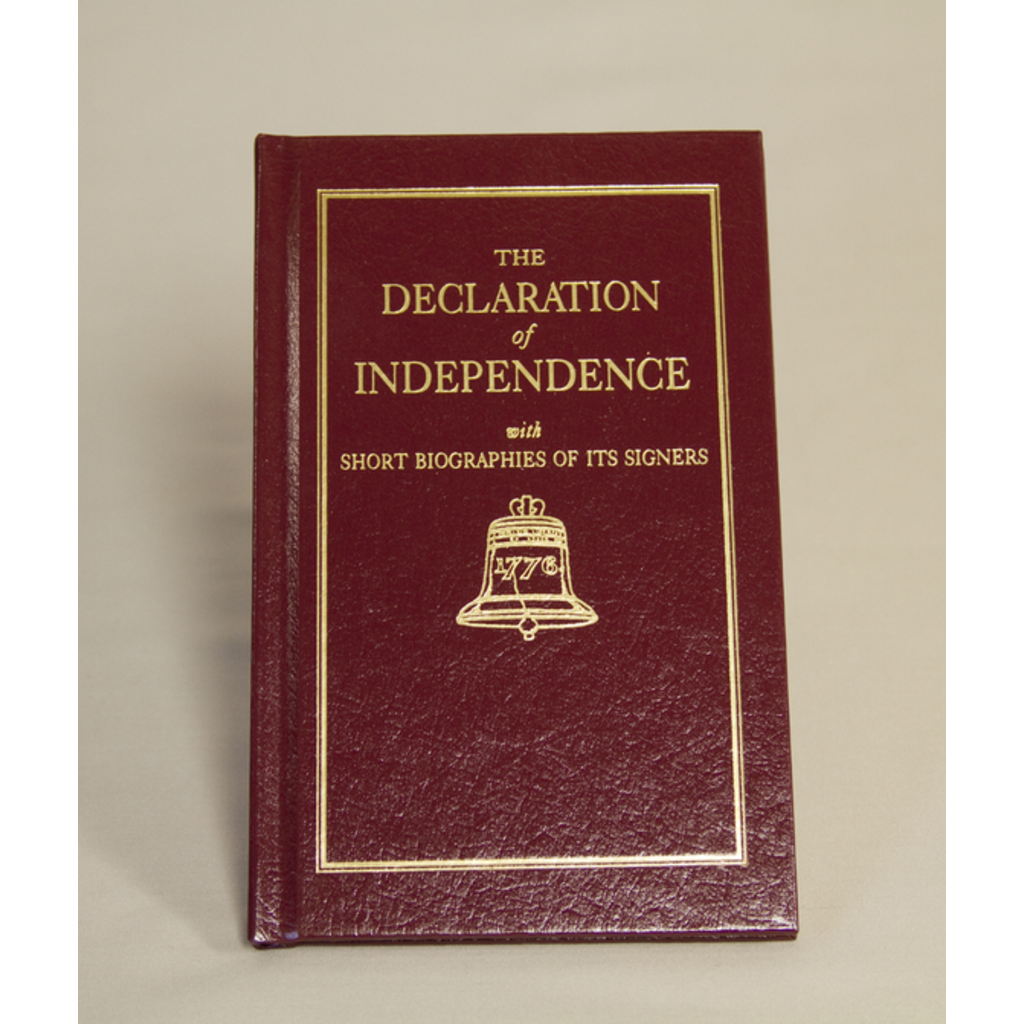 THE
DECLARATION
of
INDEPENDENCE
with
SHORT BIOGRAPHIES OF ITS SIGNERS
1776